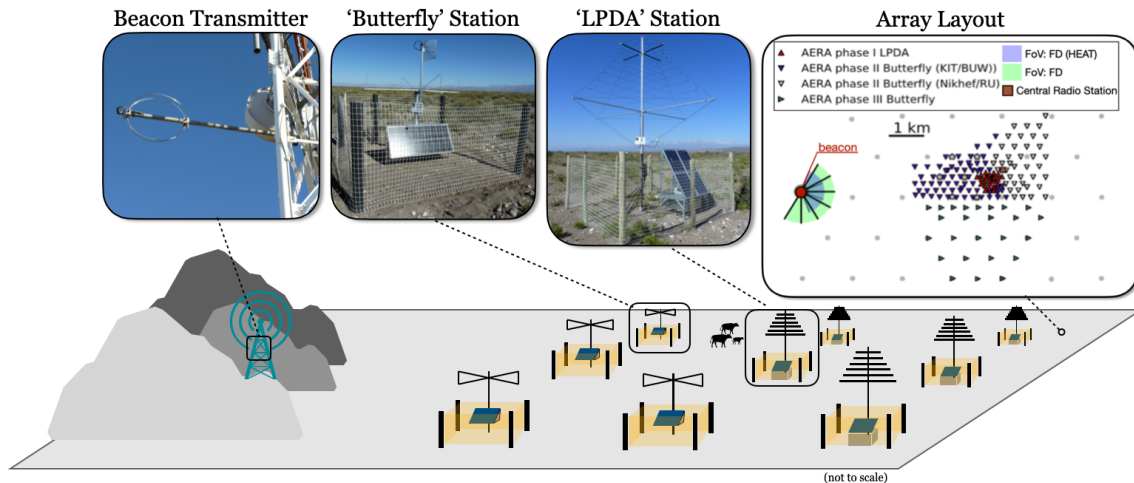 Beacon Transmitter
‘Butterfly’ Station
‘LPDA’ Station
Array Layout
AERA phase I LPDA
AERA phase II Butterfly (KIT/BUW))
AERA phase II Butterfly (Nikhef/RU)
AERA phase III Butterfly
FoV: FD (HEAT)
FoV: FD
Central Radio Station
1 km
beacon
(not to scale)